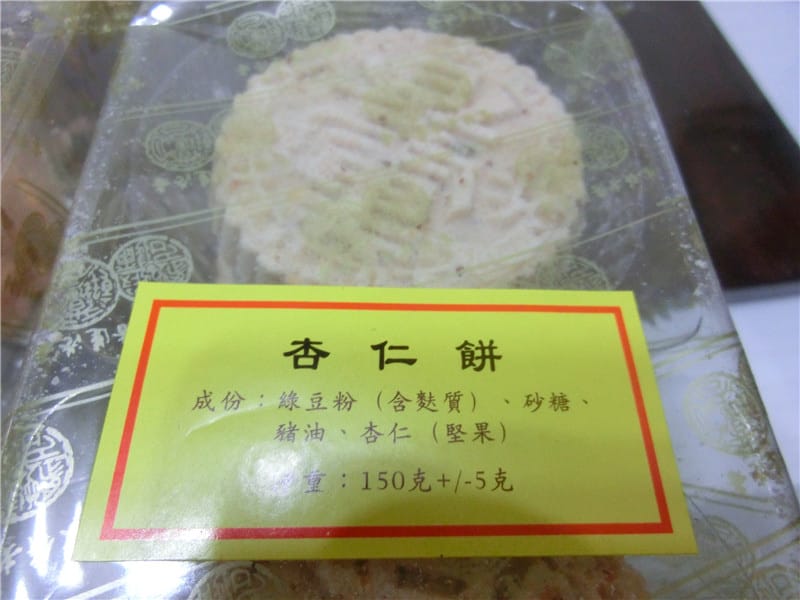 杏仁餅
成份：綠豆粉（含麩質）、砂糖、
豬油、杏仁（堅果）
重：150克+/-5克